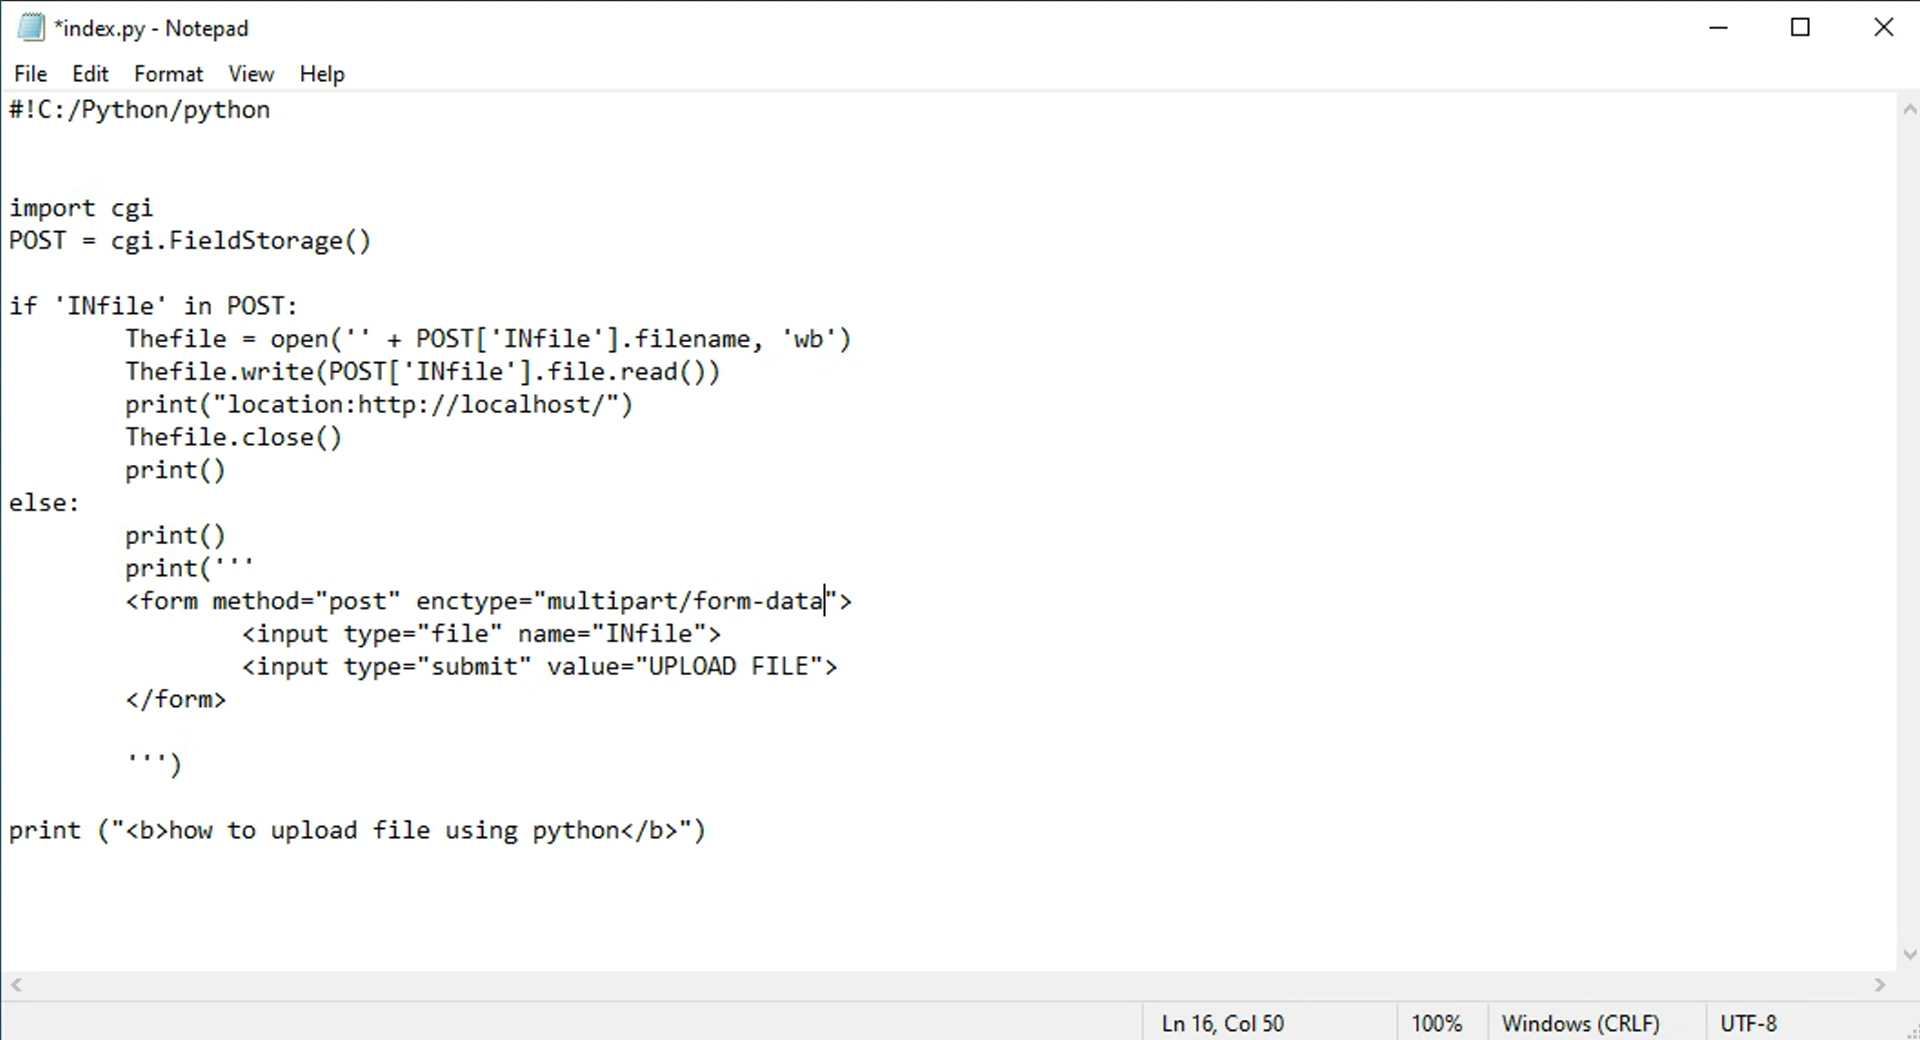 *index.py - Notepad
File Edit Format View Help
#!C:/Python/python
import cgi
POST = cgi.FieldStorage()
if 'INfile' in POST:
        Thefile = open('' + POST['INfile'].filename, 'wb')
        Thefile.write(POST['INfile'].file.read())
        print("location:http://localhost/")
        Thefile.close()
        print()
else:
        print()
        print('''
        <form method="post" enctype="multipart/form-data">
                <input type="file" name="INfile">
                <input type="submit" value="UPLOAD FILE">
        </form>
        ''')
print ("<b>how to upload file using python</b>")
Ln 16, Col 50 100% Windows (CRLF) UTF-8